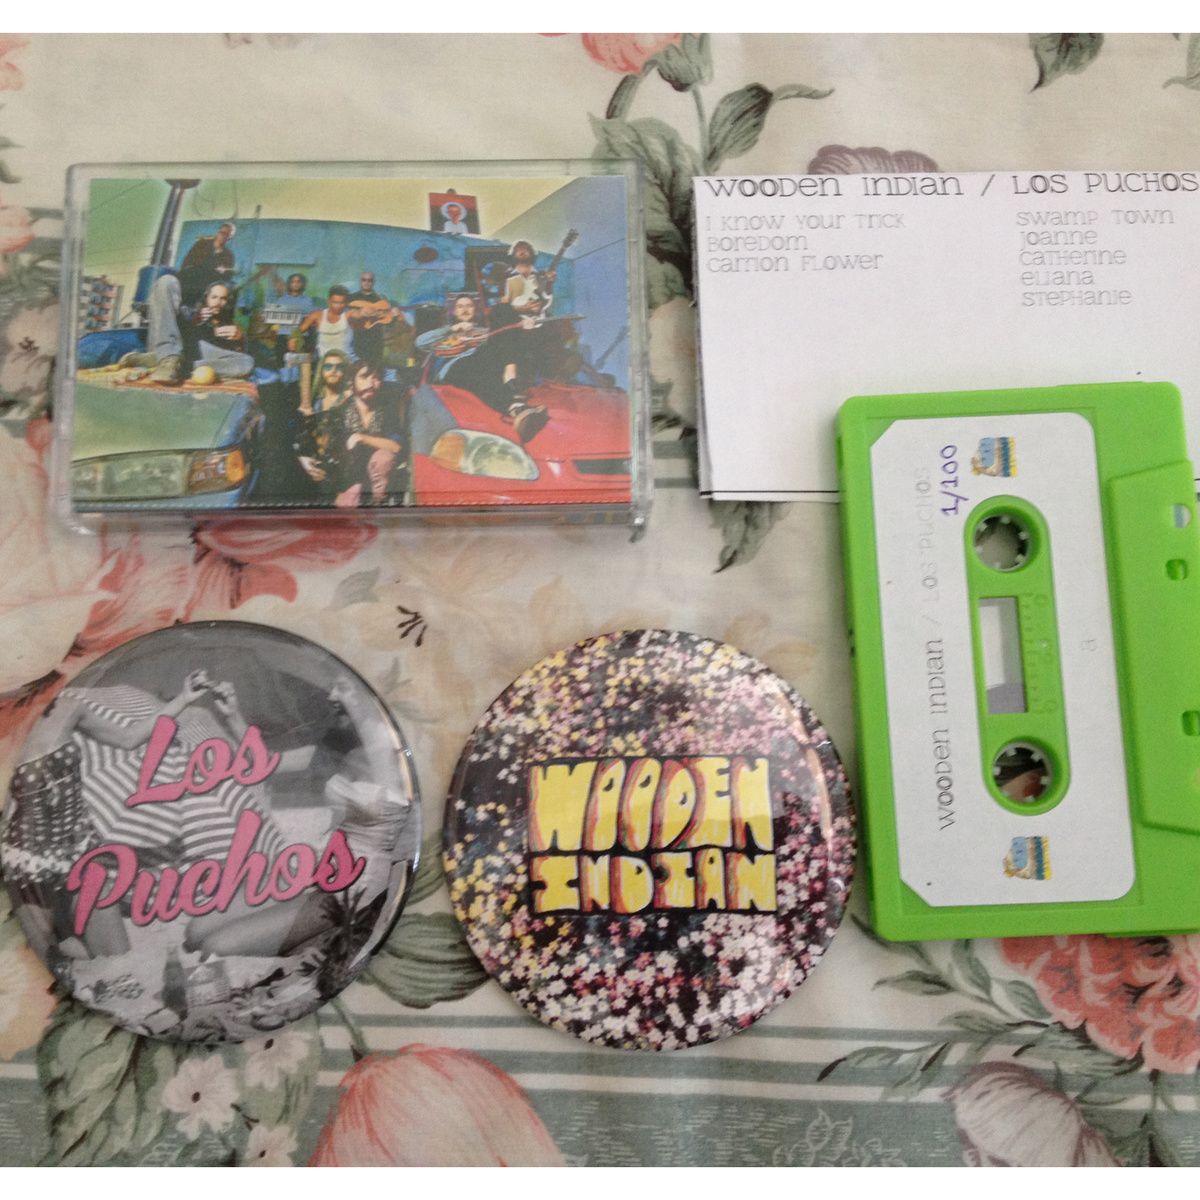 WOODEN INDIAN / LOS PUCHOS
I KNOW YOUR TRICK
BOREDOM
CARRION FLOWER
SWAMP TOWN
JOANNE
CATHERINE
ELIANA
STEPHANIE
WOODEN INDIAN / LOS PUCHOS
1/100
a
Los
Puchos
WOODEN
INDIAN